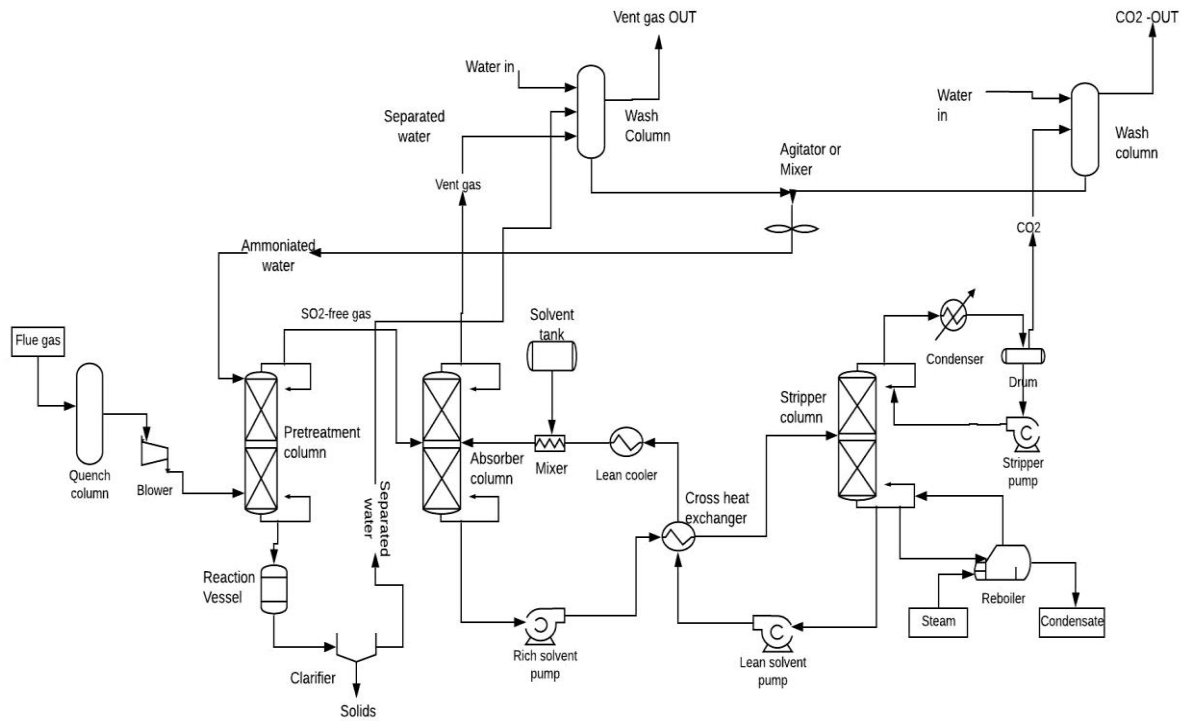 Vent gas OUT
CO2 -OUT
Water in
Separated
water
Wash
Column
Water
in
Agitator or
Mixer
Wash
column
Vent gas
CO2
Ammoniated
water
SO2-free gas
Solvent
tank
Flue gas
Condenser
Drum
Stripper
column
Pretreatment
column
Absorber
column
Mixer
Lean cooler
Stripper
pump
Quench
column
Blower
Separated
water
Cross heat
exchanger
Reaction
Vessel
Reboiler
Steam
Condensate
Rich solvent
pump
Lean solvent
pump
Clarifier
Solids